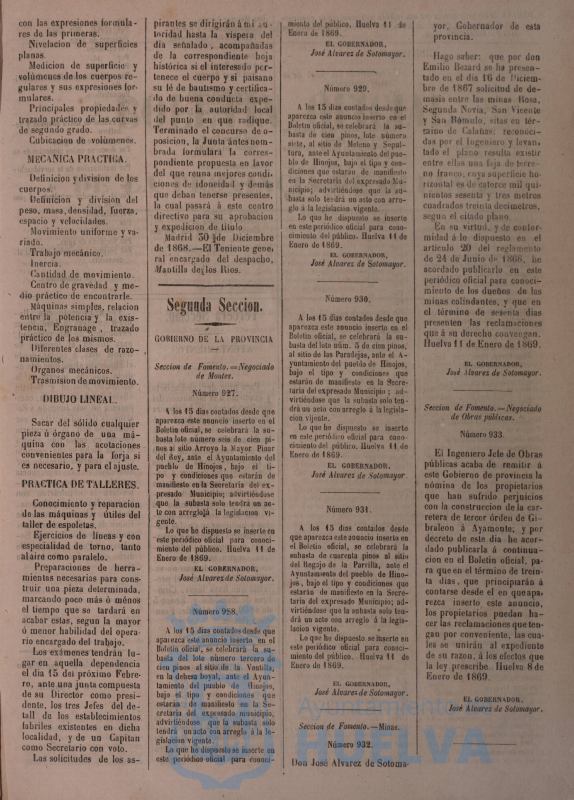 con las expresiones formula-
res de las primeras.
Nivelacion de superficies
planas.
Medicion de superficie y
volúmenes de los cuerpos re-
gulares y sus expresiones for-
mulares.
Principales propiedades y
trazado práctico de las curvas
de segundo grado.
Cubicacion de volúmenes.
MECANICA PRACTICA.
Definicion y division de los
cuerpos.
Definicion y division del
peso, masa, densidad, fuerza,
espacio y velocidades.
Movimiento uniforme y va-
riado.
Trabajo mecánico.
Inercia.
Cantidad de movimiento.
Centro de gravedad y me-
dio práctico de encontrarle.
Máquinas simples, relacion
entre la potencia y la exis-
tencia, Engranage, trazado
práctico de los mismos.
Diferentes clases de razo-
namientos.
Organos mecánicos.
Trasmision de movimiento.
DIBUJO LINEAL.
Sacar del sólido cualquier
pieza ú órgano de una má-
quina con las acotaciones
convenientes para la forja si
es necesario, y para el ajuste.
PRACTICA DE TALLERES.
Conocimiento y reparacion
de las máquinas y útiles del
taller de espoletas.
Ejercicios de líneas y con
especialidad de torno, tanto
al aire como paralelo.
Preparaciones de herra-
mientas necesarias para cons-
truir una pieza determinada,
marcando poco más ó ménos
el tiempo que se tardará en
acabar estas, segun la mayor
ó menor habilidad del opera-
rio encargado del trabajo.
Los exámenes tendrán lu-
gar en aquella dependencia
el dia 15 del próximo Febre-
ro, ante una junta compuesta
de su Director como presi-
dente, los tres Jefes del de-
tall de los establecimientos
fabriles existentes en dicha
localidad, y de un Capitan
como Secretario con voto.
Las solicitudes de los as-
pirantes se dirigirán á mi au-
toridad hasta la víspera del
dia señalado, acompañadas
de la correspondiente hoja
histórica si el interesado per-
tenece el cuerpo y si paisano
su fé de bautismo y certifica-
do de buena conducta expe-
dido por la autoridad local
del punto en que radique.
Terminado el concurso de o-
posicion, la Junta ántes nom-
brada formulará la corres-
pondiente propuesta en favor
del que reuna mejores condi-
ciones de idoneidad y demás
que deban tenerse presentes,
la cual pasará á este centro
directivo para su aprobacion
y expedicion de título
Madrid 30 de Diciembre
de 1868.—El Teniente gene-
ral encargado del despacho,
Mantilla de los Rios.
Segunda Seccion.
GOBIERNO DE LA PROVINCIA
Seccion de Fomento.—Negociado
de Montes.
Número 927.
A los 15 dias contados desde que
aparezca este anuncio inserto en el
Boletin oficial, se celebrará la su-
basta lote número seis de cien pi-
nos al sitio Arroyo la Mayor Pinar
del Rey, ante el Ayuntamiento del
pueblo de Hinojos, bajo el ti-
po y condiciones que estarán de
manifiesto en la Secretaría del ex-
presado Municipio; advirtiéndose
que la subasta solo tendrá un ac-
to con arreglo á la legislacion vi-
gente.
Lo que he dispuesto se inserte en
este periódico oficial para conoci-
miento del público. Huelva 11 de
Enero de 1869.
EL GOBERNADOR,
José Alvarez de Sotomayor.
Número 928.
A los 15 dias contados desde que
aparezca este anuncio inserto en el
Boletin oficial, se celebrará la su-
basta del lote número tercero de
cien pinos al sitio de la Ventilla,
en la dehesa boyal, ante el Ayun-
tamiento del pueblo de Hinojos,
bajo el tipo y condiciones que
estarán de manifiesto en la Secre-
taría del expresado municipio,
advirtiéndose que la subasta solo
tendrá un acto con arreglo á la le-
gislacion vigente.
Lo que he dispuesto se inserte en
este periódico oficial para conoci-
miento del público, Huelva 11 de
Enero de 1869.
EL GOBERNADOR,
José Alvarez de Sotomayor.
Número 929.
A los 15 dias contados desde que
aparezca este anuncio inserto en el
Boletin oficial, se celebrará la su-
basta de cien pinos, lote número
siete, al sitio de Meleno y Sepul-
tura, ante el Ayuntamiento del pue-
blo de Hinojos, bajo el tipo y con-
diciones que estarán de manifiesto
en la Secretaría del expresado Mu-
nicipio; advirtiéndose que la su-
basta solo tendrá un acto con arre-
glo á la legislacion vigente.
Lo que he dispuesto se inserte
en este periódico oficial para cono-
cimiento del público. Huelva 11 de
Enero de 1869.
EL GOBERNADOR,
José Alvarez de Sotomayor.
Número 930.
A los 15 dias contados desde que
aparezca este anuncio inserto en el
Boletin oficial, se celebrará la su-
basta del lote núm. 5 de cien pinos,
al sitio de las Paradejas, ante el A-
yuntamiento del pueblo de Hinojos,
bajo el tipo y condiciones que
estarán de manifiesto en la Secre-
taría del expresado Municipio; ad-
virtiéndose que la subasta solo ten-
drá un acto con arreglo á la legisla-
cion vigente.
Lo que he dispuesto se inserte
en este periódico oficial para cono-
cimiento del público. Huelva 11 de
Enero de 1869.
EL GOBERNADOR,
José Alvarez de Sotomayor.
Número 931.
A los 15 dias contados desde
que aparezca este anuncio inserto en
el Boletin oficial, se celebrará la
subasta de cuarenta pinos al sitio
del Regajo de la Parrilla, ante el
Ayuntamiento del pueblo de Hino-
jos, bajo el tipo y condiciones que
estarán de manifiesto en la Secre-
taría del expresado Municipio; ad-
virtiéndose que la subasta solo ten-
drá un acto con arreglo á la
legislacion vigente.
Lo que he dispuesto se inserte en
este periódico oficial para conoci-
miento del público. Huelva 11 de
Enero de 1869.
EL GOBERNADOR,
José Alvarez de Sotomayor.
Seccion de Fomento.—Minas.
Número 932.
Don José Alvarez de Sotoma-
yor, Gobernador de esta
provincia.
Hago saber: que por don
Emilio Bezard se ha presen-
tado en el dia 16 de Diciem-
bre de 1867 solicitud de de-
masía entre las minas Rosa,
Segunda Novia, San Vicente
y San Rómulo, sitas en tér-
mino de Calañas: reconoci-
das por el Ingeniero y levan-
tado el plano resulta existir
entre ellas una faja de terre-
no franco, cuya superficie ho-
rizontal es de catorce mil qui-
nientos sesenta y tres metros
cuadrados treinta decímetros,
segun el citado plano.
En su virtud, y de confor-
midad á lo dispuesto en el
artículo 20 del reglamento
de 24 de Junio de 1868, he
acordado publicarlo en este
periódico oficial para conoci-
miento de los dueños de las
minas colindantes, y que en
el término de sesenta dias
presenten las reclamaciones
que á su derecho convengan.
Huelva 11 de Enero de 1869.
EL GOBERNADOR,
José Alvarez de Sotomayor.
Seccion de Fomento.—Negociado
de Obras públicas.
Número 933.
El Ingeniero Jefe de Obras
públicas acaba de remitir á
este Gobierno de provincia la
nómina de los propietarios
que han sufrido perjuicios
con la construccion de la car-
retera de tercer órden de Gi-
braleon á Ayamonte; y por
decreto de este dia he acor-
dado publicarla á continua-
cion en el Boletin oficial, pa-
ra que en el término de trein-
ta dias, que principiarán á
contarse desde el en que apa-
rezca inserto este anuncio,
los propietarios puedan ha-
cer las reclamaciones que ten-
gan por conveniente, las cua-
les se unirán al expediente
de su razon, á los efectos que
la ley prescribe. Huelva 8 de
Enero de 1869.
EL GOBERNADOR,
José Alvarez de Sotomayor.
Ayuntamiento
HUELVA